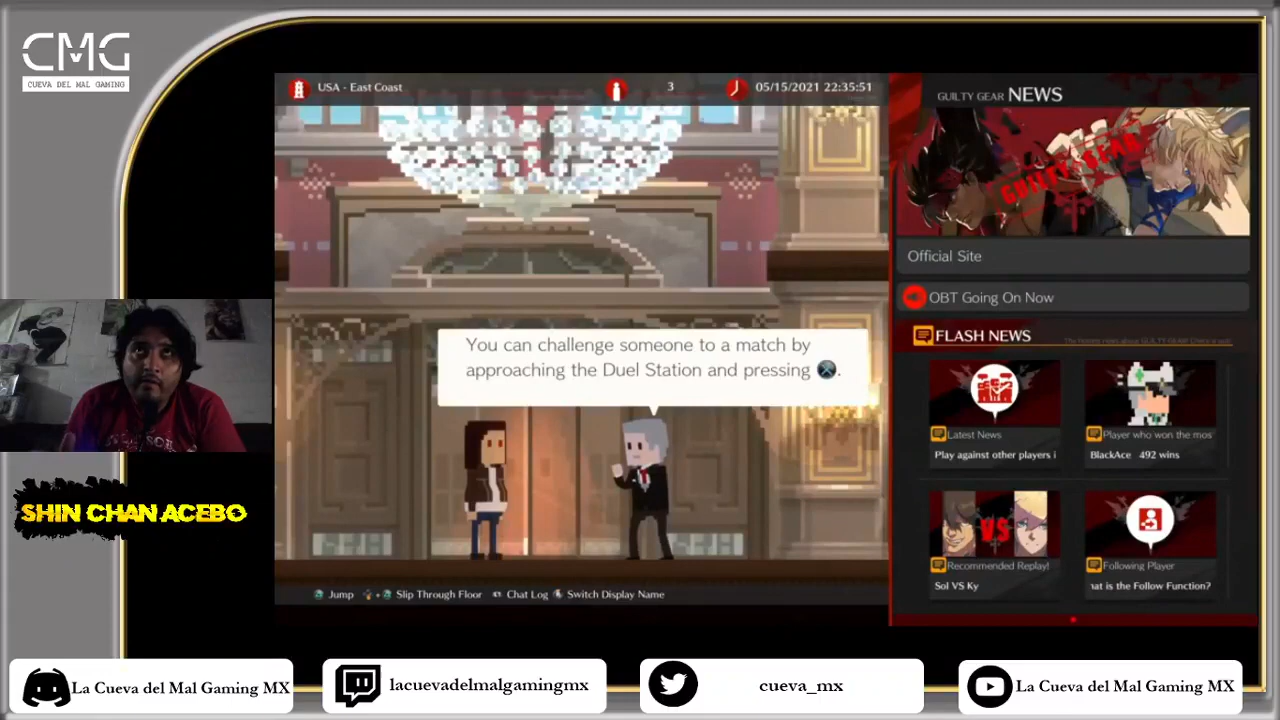 CMG
CUEVA DEL MAL GAMING
USA - East Coast
3
05/15/2021 22:35:51
GUILTY GEAR NEWS
GUILTY GEAR
Official Site
OBT Going On Now
FLASH NEWS
You can challenge someone to a match by
approaching the Duel Station and pressing
Latest News
Play against other players i
Player who won the mos
BlackAce 492 wins
VS
Recommended Replay!
Sol VS Ky
Following Player
hat is the Follow Function?
Jump
Slip Through Floor
Chat Log
Switch Display Name
SHIN CHAN ACEBO
La Cueva del Mal Gaming MX
lacuevadelmalgamingmx
cueva_mx
La Cueva del Mal Gaming MX